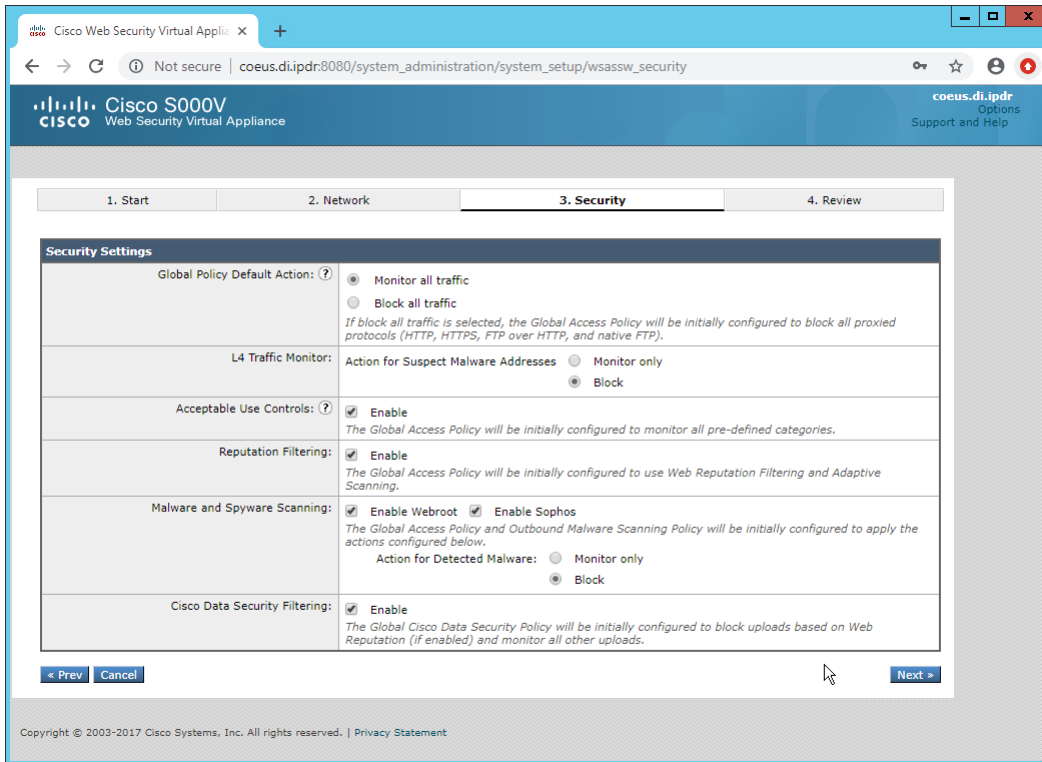 Cisco Web Security Virtual Applia
Not secure | coeus.di.ipdr:8080/system_administration/system_setup/wsassw_security
cisco
Cisco S000V
Web Security Virtual Appliance
coeus.di.ipdr
Options
Support and Help
1. Start
2. Network
3. Security
4. Review
Security Settings
Global Policy Default Action: ?
Monitor all traffic
Block all traffic
If block all traffic is selected, the Global Access Policy will be initially configured to block all proxied
protocols (HTTP, HTTPS, FTP over HTTP, and native FTP).
L4 Traffic Monitor:
Action for Suspect Malware Addresses
Monitor only
Block
Acceptable Use Controls: ?
Enable
The Global Access Policy will be initially configured to monitor all pre-defined categories.
Reputation Filtering:
Enable
The Global Access Policy will be initially configured to use Web Reputation Filtering and Adaptive
Scanning.
Malware and Spyware Scanning:
Enable Webroot
Enable Sophos
The Global Access Policy and Outbound Malware Scanning Policy will be initially configured to apply the
actions configured below.
Action for Detected Malware:
Monitor only
Block
Cisco Data Security Filtering:
Enable
The Global Cisco Data Security Policy will be initially configured to block uploads based on Web
Reputation (if enabled) and monitor all other uploads.
« Prev
Cancel
Next »
Copyright © 2003-2017 Cisco Systems, Inc. All rights reserved. | Privacy Statement